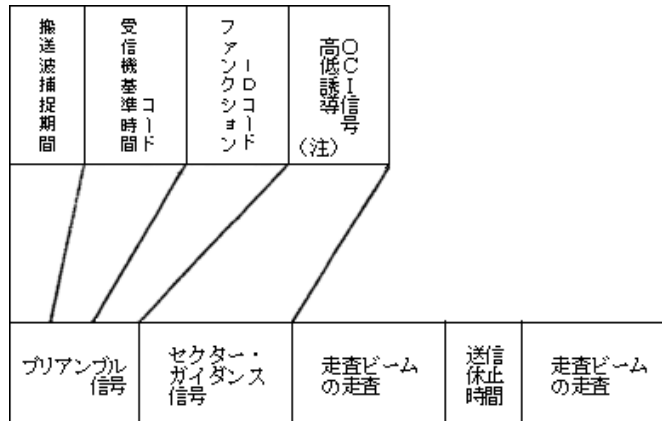 搬送波捕捉期間
受信機基準時間
コード
ファンクション
IDコード
高低誘導
OCI信号
(注)
プリアンブル
信号
セクター・
ガイダンス
信号
走査ビーム
の走査
送信
休止
時間
走査ビーム
の走査